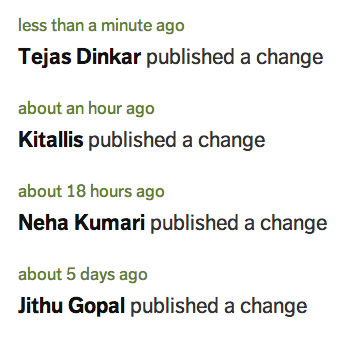 less than a minute ago
Tejas Dinkar published a change
about an hour ago
Kitallis published a change
about 18 hours ago
Neha Kumari published a change
about 5 days ago
Jithu Gopal published a change